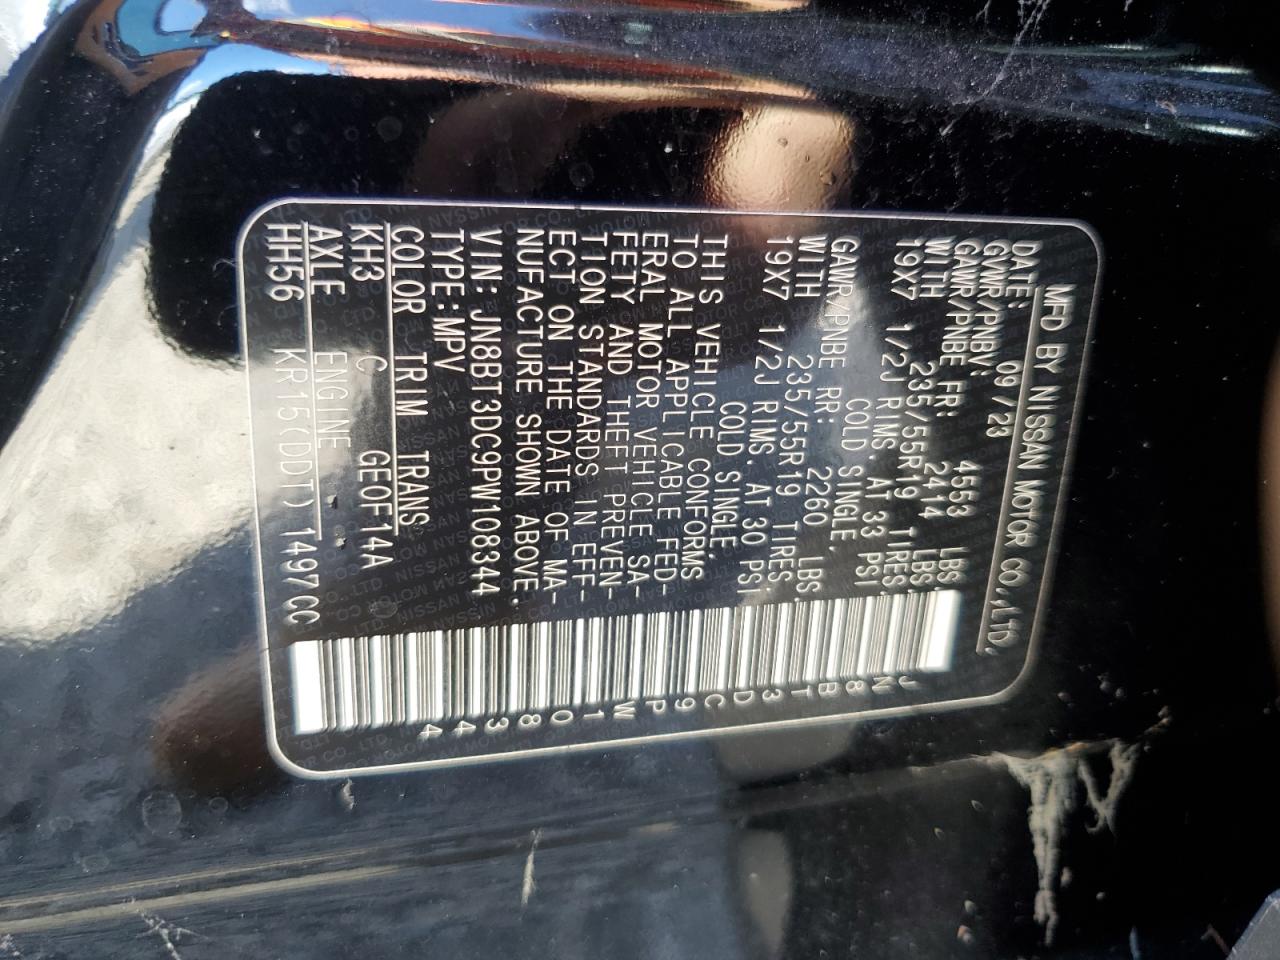 MFD BY NISSAN MOTOR CO., LTD.
DATE: 09/23
GVWR/PNBV: 4553 LBS
GAWR/PNBE FR: 2414 LBS.
WITH 235/55R19 TIRES.
19X7 1/2J RIMS. AT 33 PSI
COLD SINGLE.
GAWR/PNBE RR: 2260 LBS
WITH 235/55R19 TIRES.
19X7 1/2J RIMS. AT 30 PSI
COLD SINGLE.
THIS VEHICLE CONFORMS
TO ALL APPLICABLE FED-
ERAL MOTOR VEHICLE SA-
FETY AND THEFT PREVEN-
TION STANDARDS IN EFF-
ECT ON THE DATE OF MA-
NUFACTURE SHOWN ABOVE.
VIN: JN8BT3DC9PW108344
TYPE:MPV
COLOR TRIM TRANS
KH3 C GE0F14A
AXLE ENGINE
HH56 KR15(DDT) 1497CC
JN8BT3DC9PW108344